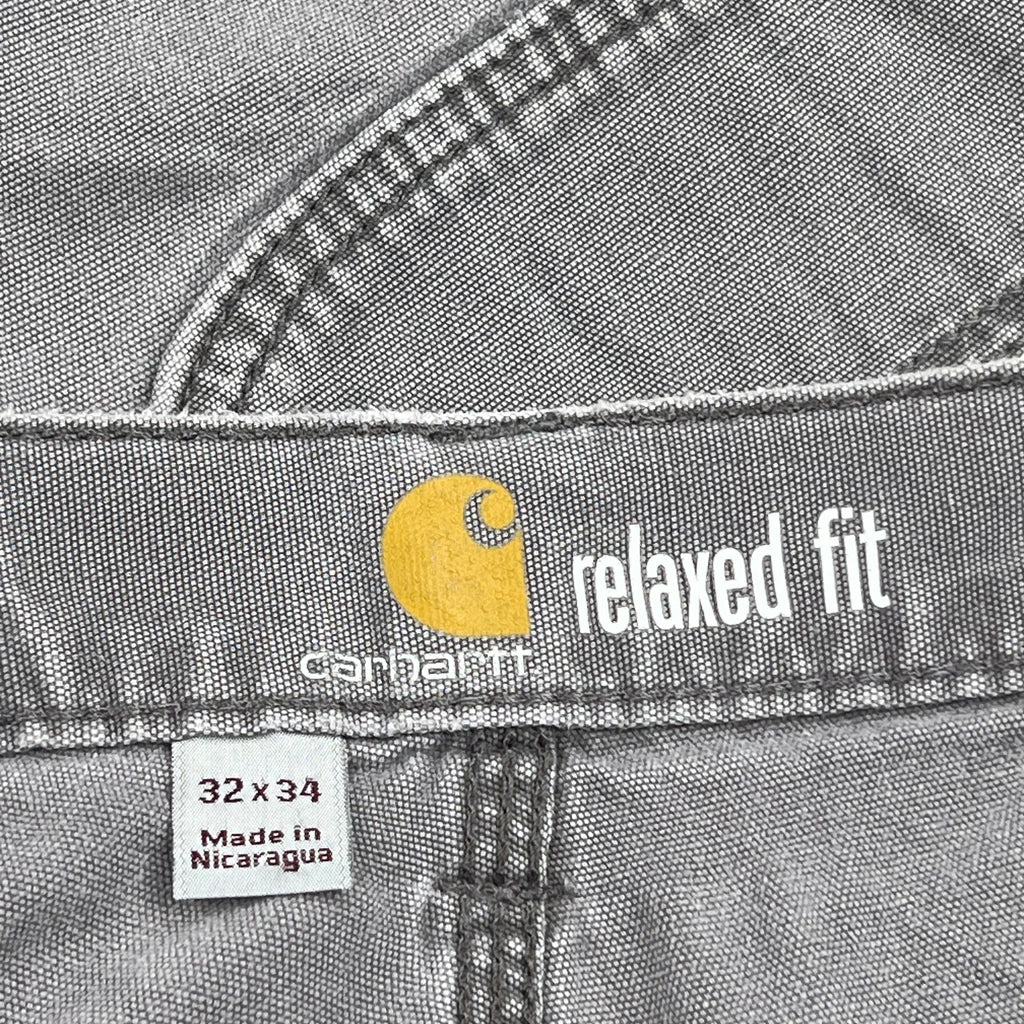 relaxed fit
carhartt
32 x 34
Made in
Nicaragua